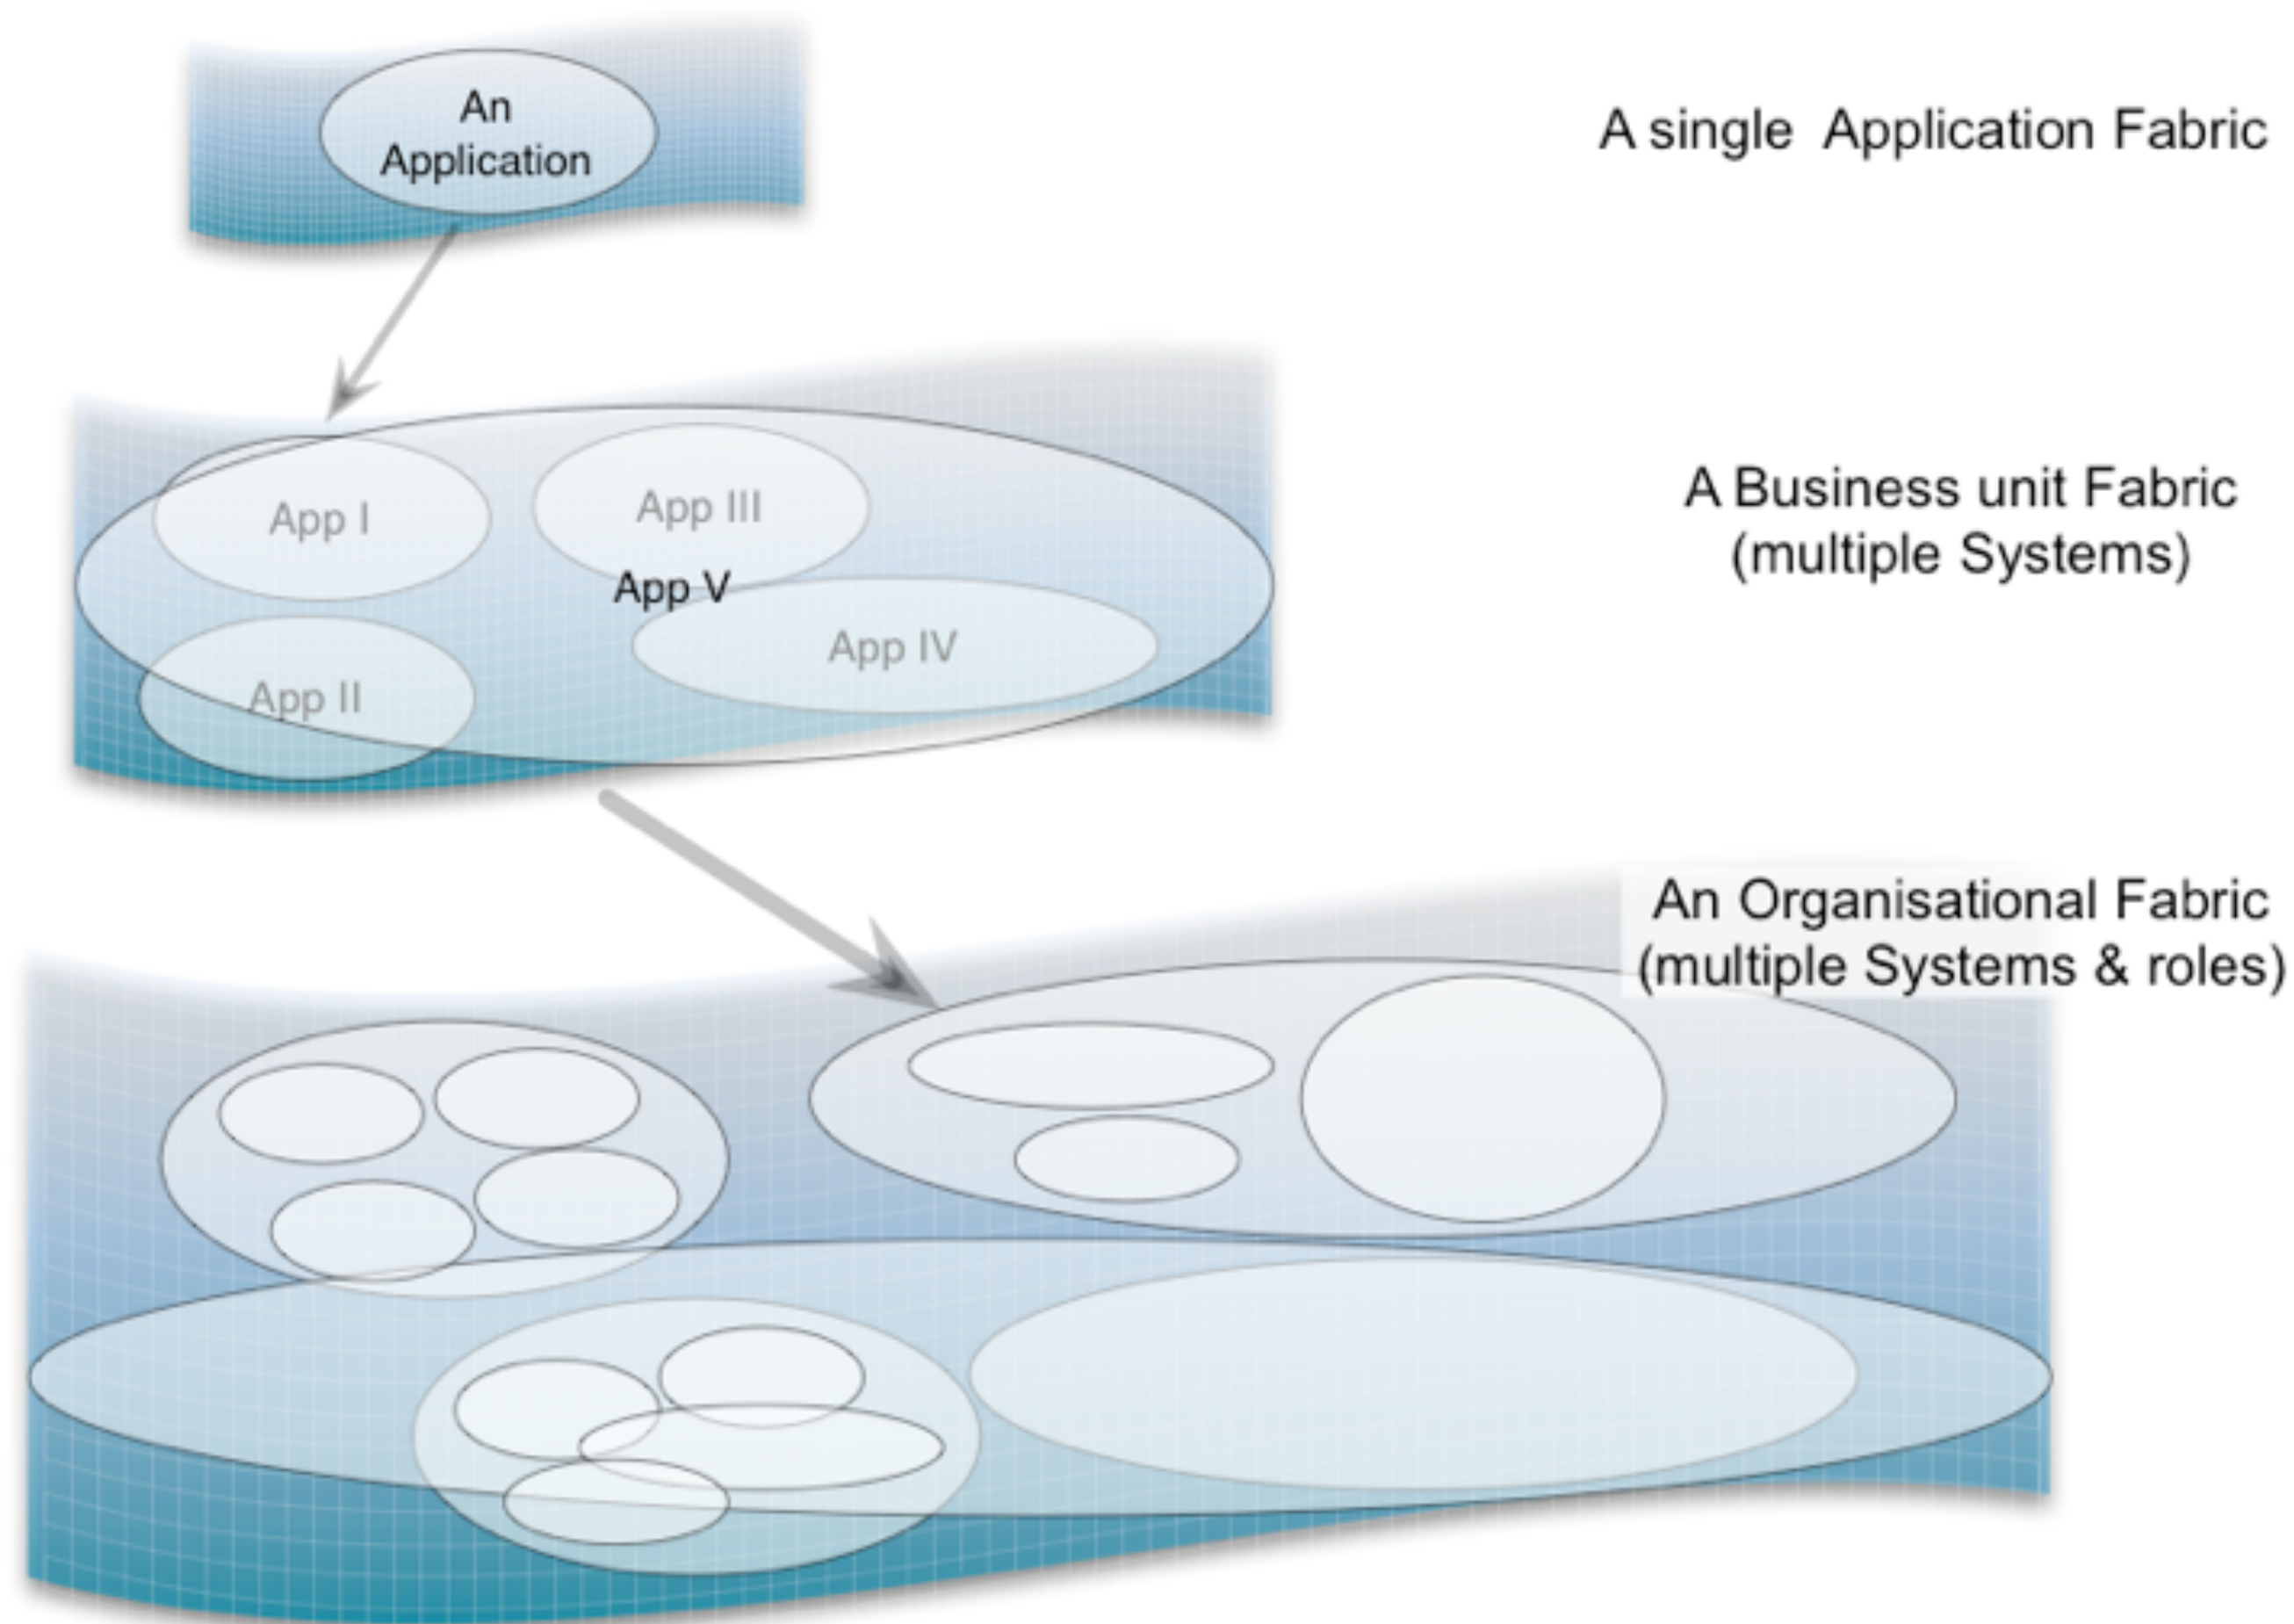 An
Application
A single  Application Fabric
App I
App III
App V
App IV
App II
A Business unit Fabric
(multiple Systems)
An Organisational Fabric
(multiple Systems & roles)